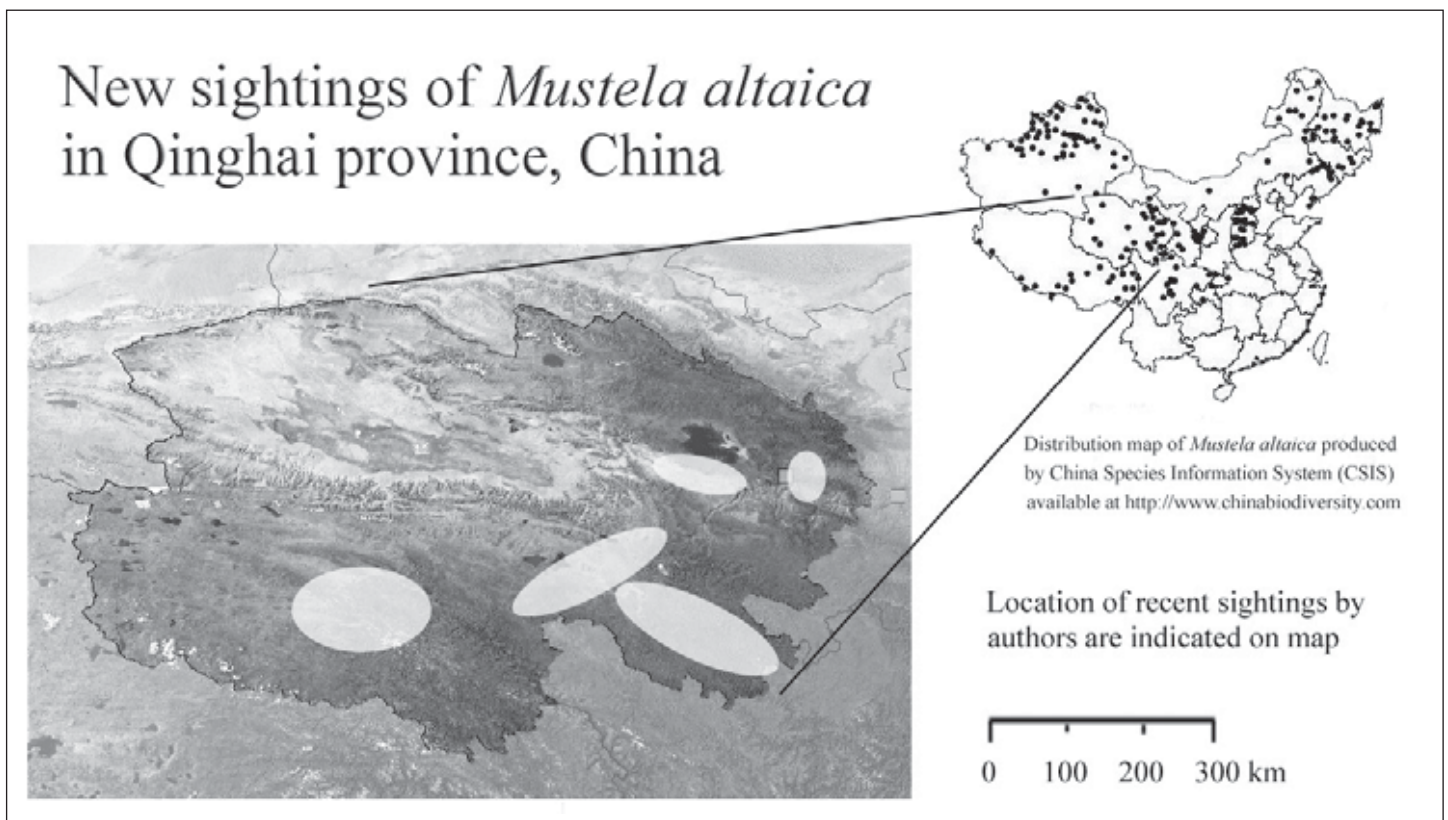 New sightings of Mustela altaica
in Qinghai province, China
Distribution map of Mustela altaica produced
by China Species Information System (CSIS)
available at http://www.chinabiodiversity.com
Location of recent sightings by
authors are indicated on map
0 100 200 300 km